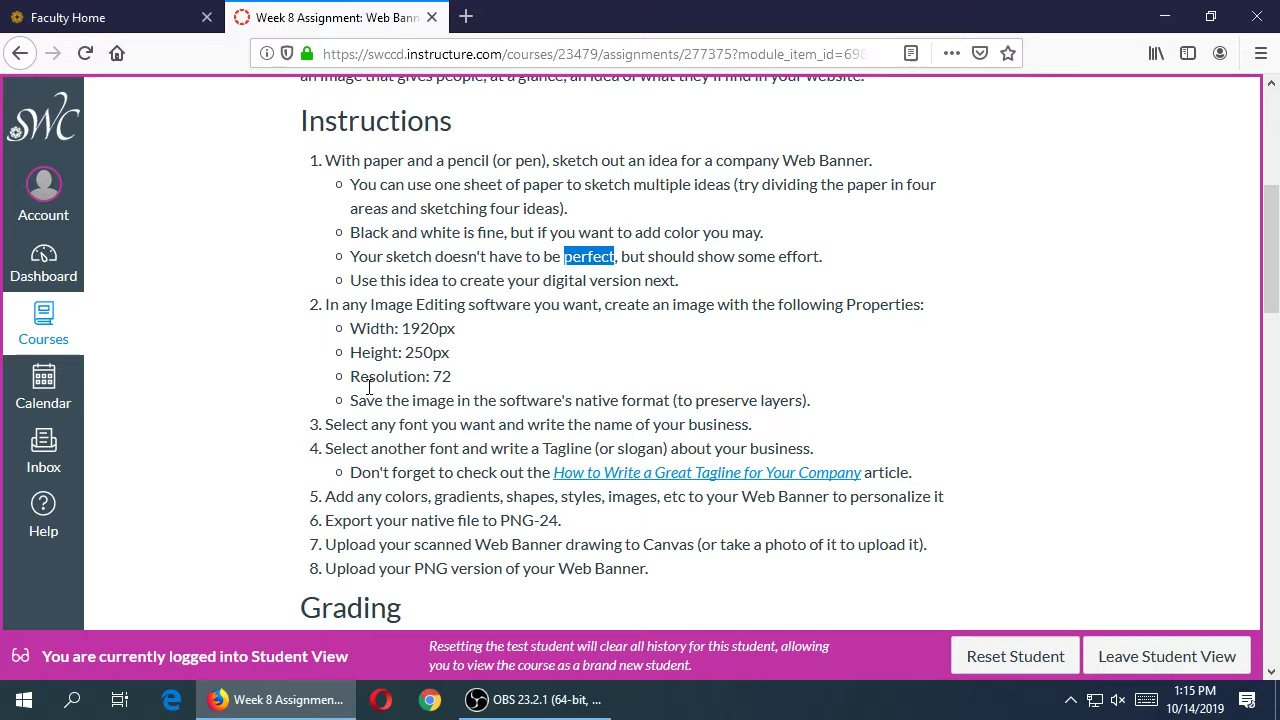 Faculty Home
Week 8 Assignment: Web Bann
https://swccd.instructure.com/courses/23479/assignments/277375?module_item_id=698
SWC
Account
Dashboard
Courses
Calendar
Inbox
Help
an image that gives people, at a glance, an idea of what they'll find in your website.
Instructions
1. With paper and a pencil (or pen), sketch out an idea for a company Web Banner.
You can use one sheet of paper to sketch multiple ideas (try dividing the paper in four
areas and sketching four ideas).
Black and white is fine, but if you want to add color you may.
Your sketch doesn't have to be perfect, but should show some effort.
Use this idea to create your digital version next.
2. In any Image Editing software you want, create an image with the following Properties:
Width: 1920px
Height: 250px
Resolution: 72
Save the image in the software's native format (to preserve layers).
3. Select any font you want and write the name of your business.
4. Select another font and write a Tagline (or slogan) about your business.
Don't forget to check out the How to Write a Great Tagline for Your Company article.
5. Add any colors, gradients, shapes, styles, images, etc to your Web Banner to personalize it
6. Export your native file to PNG-24.
7. Upload your scanned Web Banner drawing to Canvas (or take a photo of it to upload it).
8. Upload your PNG version of your Web Banner.
Grading
You are currently logged into Student View
Resetting the test student will clear all history for this student, allowing
you to view the course as a brand new student.
Reset Student
Leave Student View
Week 8 Assignmen...
OBS 23.2.1 (64-bit, ...
1:15 PM
10/14/2019